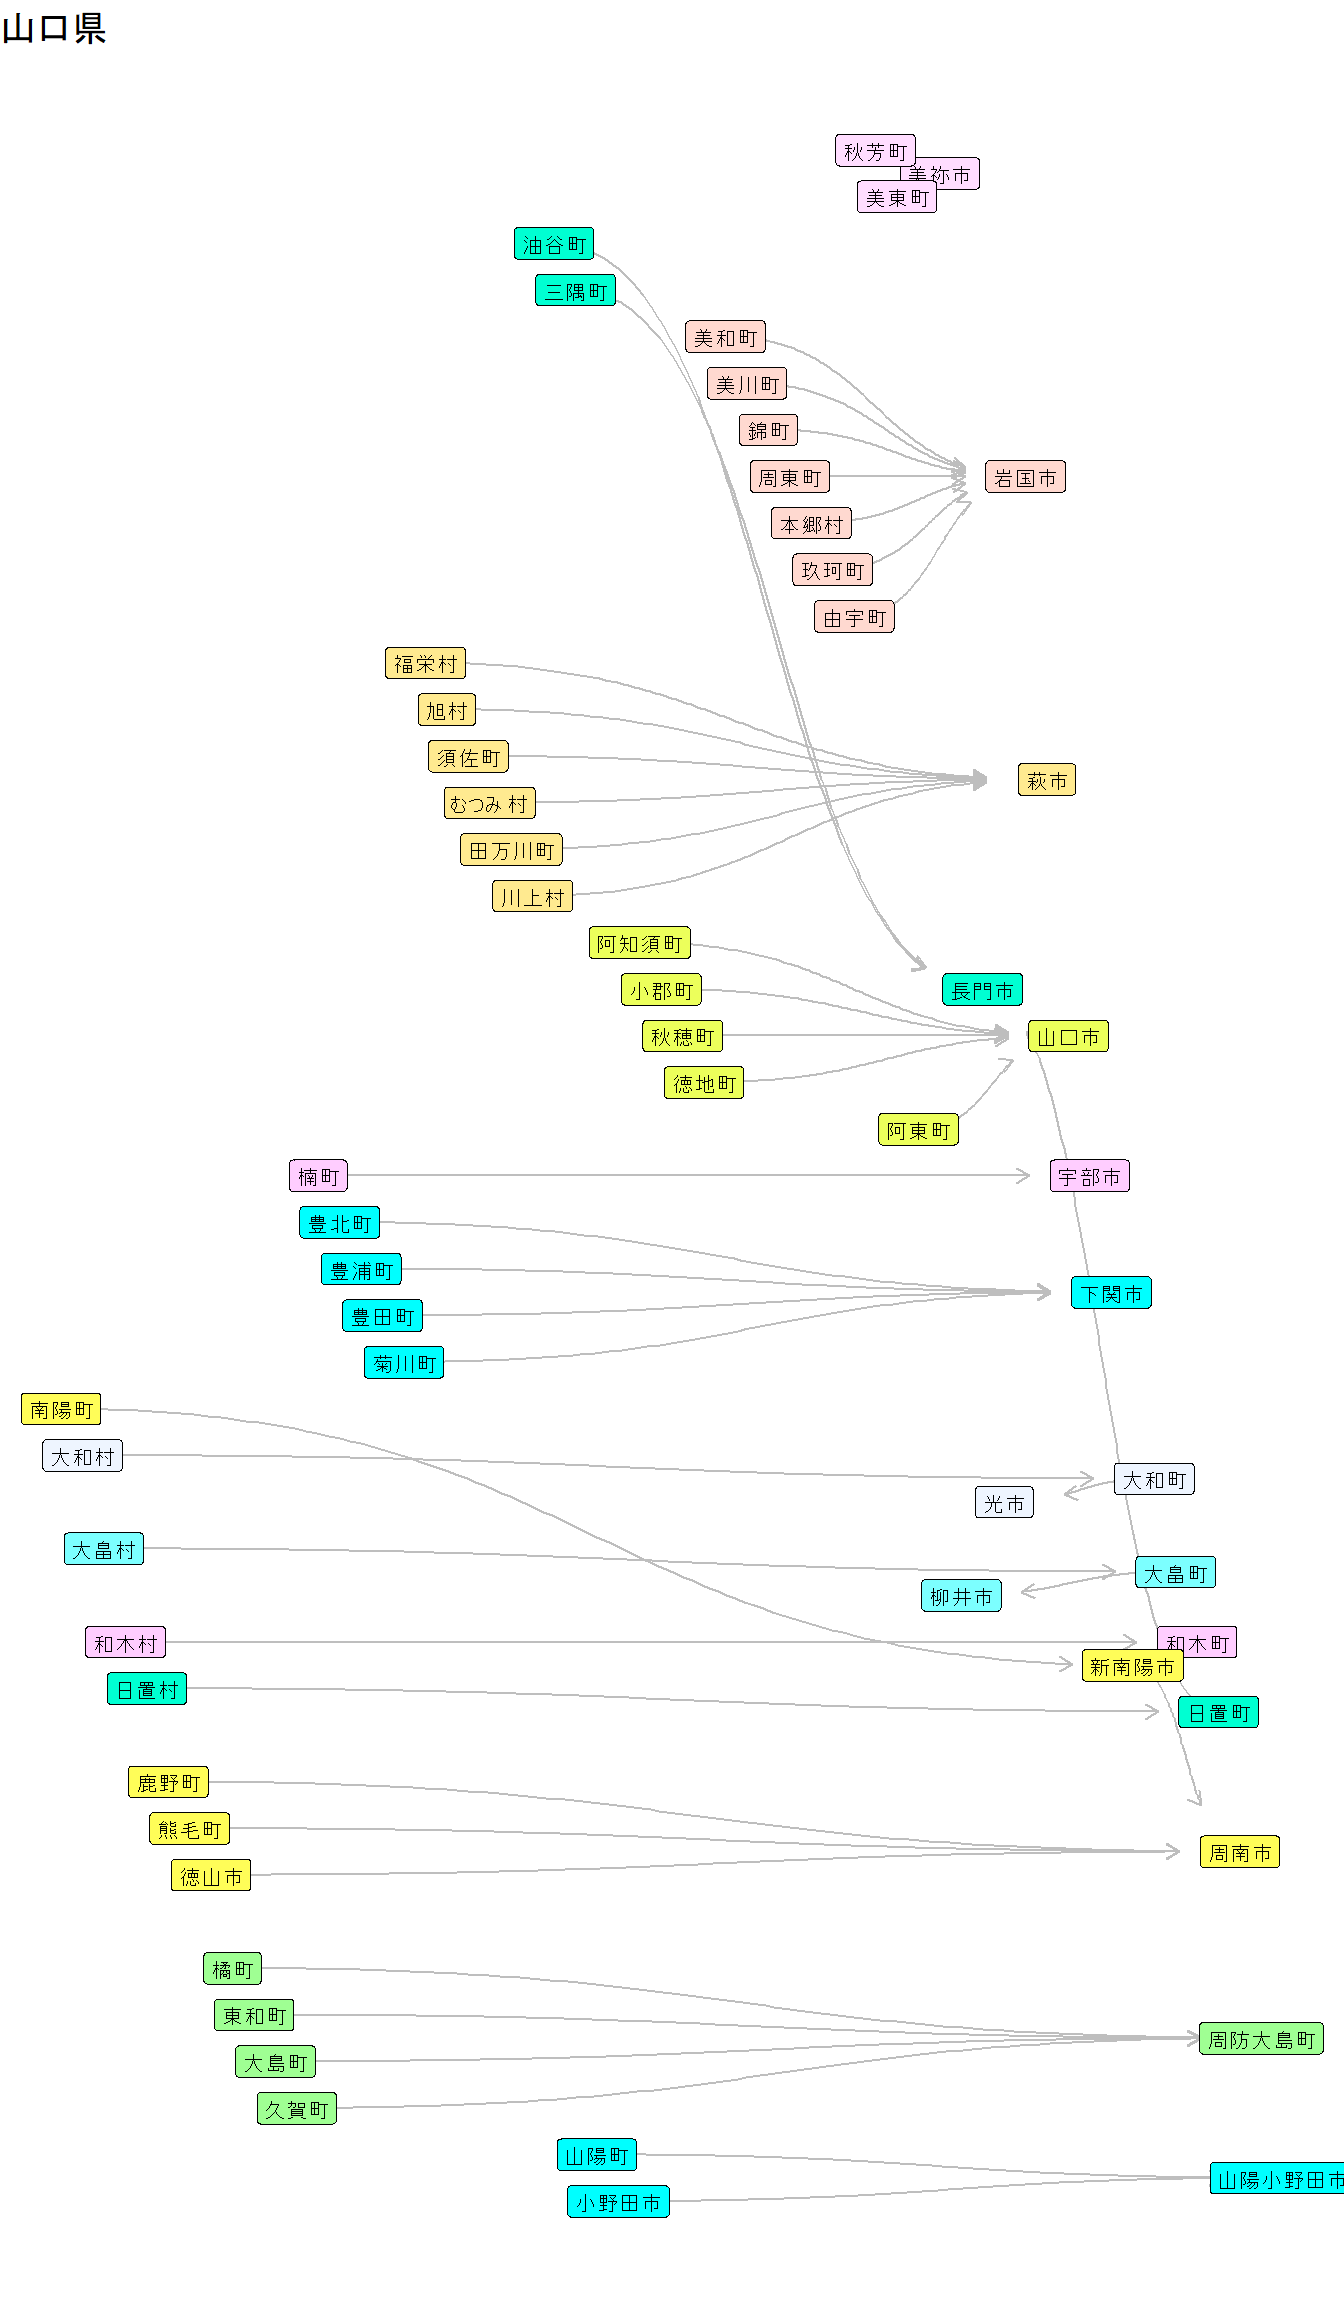 山口県
秋芳町
美祢市
美東町
油谷町
三隅町
美和町
美川町
錦町
周東町
岩国市
本郷村
玖珂町
由宇町
福栄村
旭村
須佐町
萩市
むつみ村
田万川町
川上村
阿知須町
小郡町
長門市
秋穂町
山口市
徳地町
阿東町
楠町
宇部市
豊北町
豊浦町
下関市
豊田町
菊川町
南陽町
大和村
大和町
光市
大畠村
大畠町
柳井市
和木村
和木町
新南陽市
日置村
日置町
鹿野町
熊毛町
周南市
徳山市
橘町
東和町
周防大島町
大島町
久賀町
山陽町
山陽小野田市
小野田市